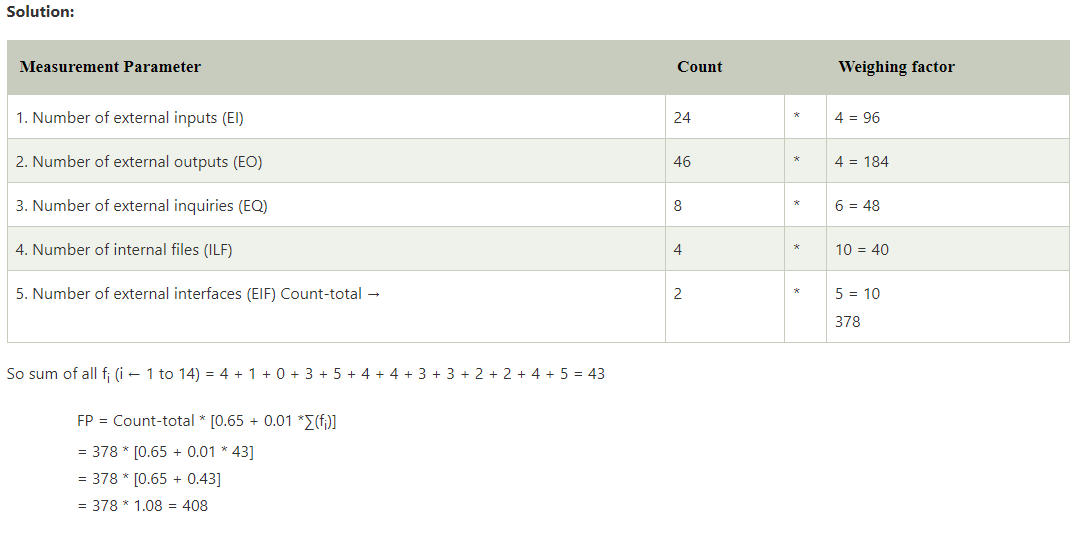 Solution:
Measurement Parameter Count Weighing factor
1. Number of external inputs (EI) 24 * 4 = 96
2. Number of external outputs (EO) 46 * 4 = 184
3. Number of external inquiries (EQ) 8 * 6 = 48
4. Number of internal files (ILF) 4 * 10 = 40
5. Number of external interfaces (EIF) Count-total → 2 * 5 = 10
378
So sum of all fi (i ← 1 to 14) = 4 + 1 + 0 + 3 + 5 + 4 + 4 + 3 + 3 + 2 + 2 + 4 + 5 = 43
FP = Count-total * [0.65 + 0.01 *∑(fi)]
= 378 * [0.65 + 0.01 * 43]
= 378 * [0.65 + 0.43]
= 378 * 1.08 = 408